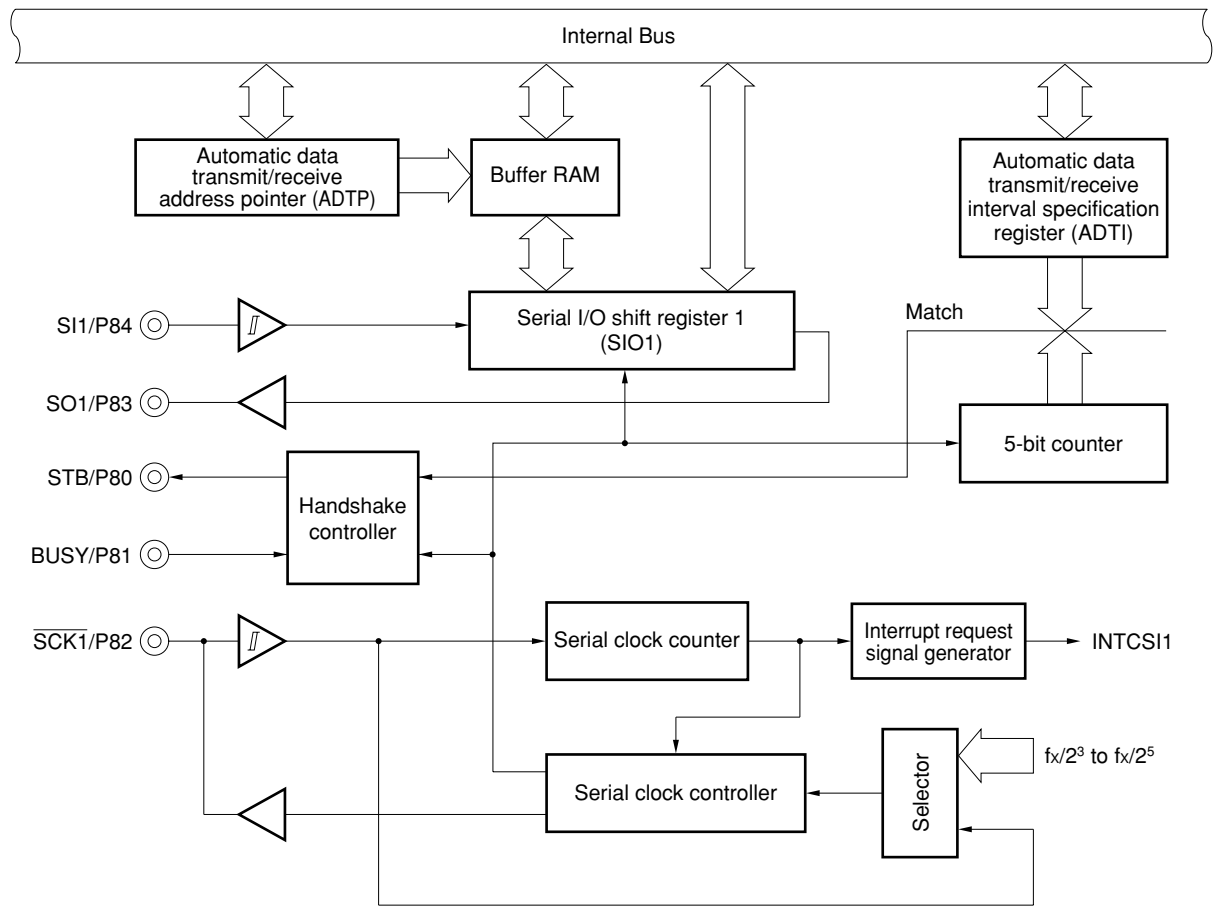 Internal Bus
Automatic data
transmit/receive
address pointer (ADTP)
Buffer RAM
Automatic data
transmit/receive
interval specification
register (ADTI)
SI1/P84
Serial I/O shift register 1
(SIO1)
Match
SO1/P83
5-bit counter
STB/P80
Handshake
controller
BUSY/P81
SCK1/P82
Serial clock counter
Interrupt request
signal generator
INTCSI1
Serial clock controller
Selector
fx/2³ to fx/2⁵